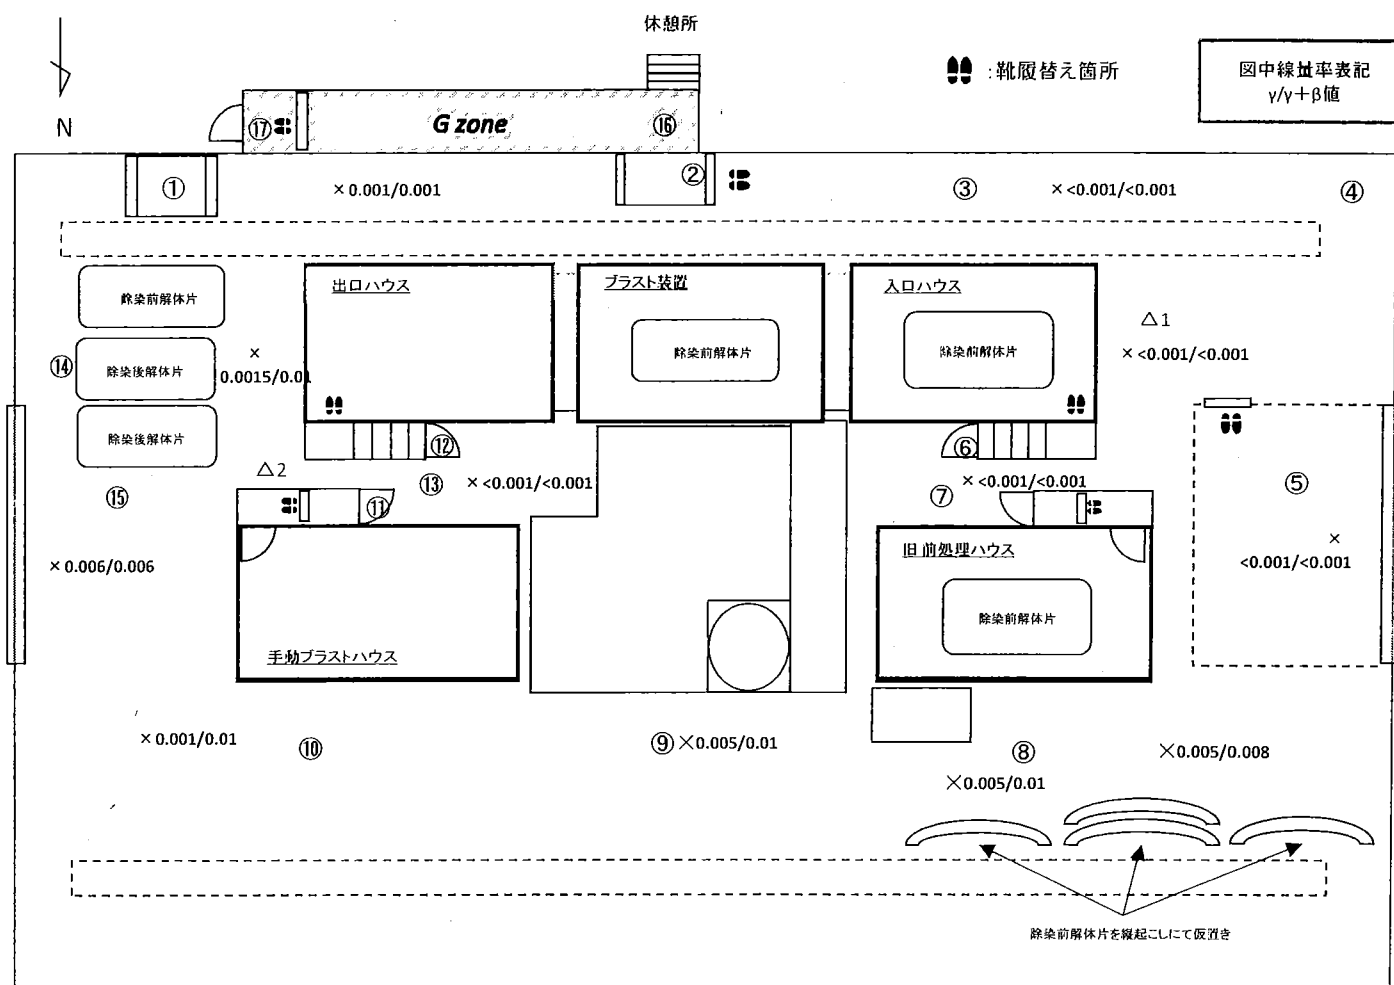 休憩所
:靴履替え箇所
図中線量率表記
γ/γ+β値
N
⑰
G zone
⑯
①
× 0.001/0.001
②
③
× <0.001/<0.001
④
除染前解体片
出口ハウス
ブラスト装置
除染前解体片
入口ハウス
除染前解体片
△1
× <0.001/<0.001
⑭
除染後解体片
×
0.0015/0.01
除染後解体片
⑫
⑥
△2
⑬
× <0.001/<0.001
× <0.001/<0.001
⑦
⑤
⑮
⑪
× 0.006/0.006
旧前処理ハウス
×
<0.001/<0.001
除染前解体片
手動ブラストハウス
× 0.001/0.01
⑩
⑨
×0.005/0.01
⑧
×0.005/0.008
×0.005/0.01
除染前解体片を縦起こしにて仮置き